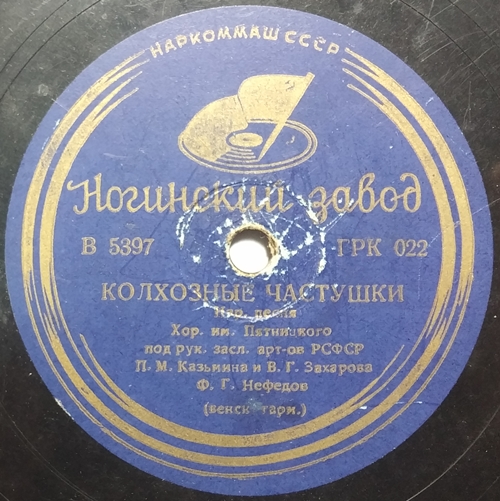 НАРКОММАШ СССР
Ногинский завод
В 5397 ГРК 022
КОЛХОЗНЫЕ ЧАСТУШКИ
Нар. песня
Хор. им. Пятницкого
под рук. засл. арт-ов РСФСР
П. М. Казьмина и В. Г. Захарова
Ф. Г. Нефедов
(венск. гарм.)